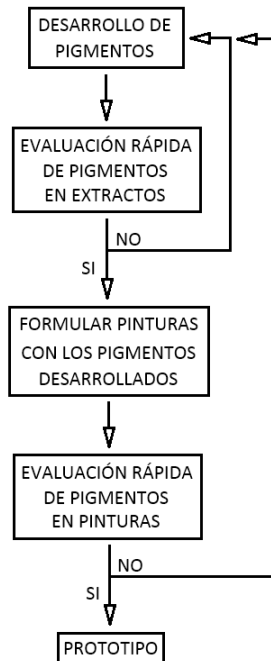 DESARROLLO DE
PIGMENTOS
EVALUACIÓN RÁPIDA
DE PIGMENTOS
EN EXTRACTOS
NO
SI
FORMULAR PINTURAS
CON LOS PIGMENTOS
DESARROLLADOS
EVALUACIÓN RÁPIDA
DE PIGMENTOS
EN PINTURAS
NO
SI
PROTOTIPO